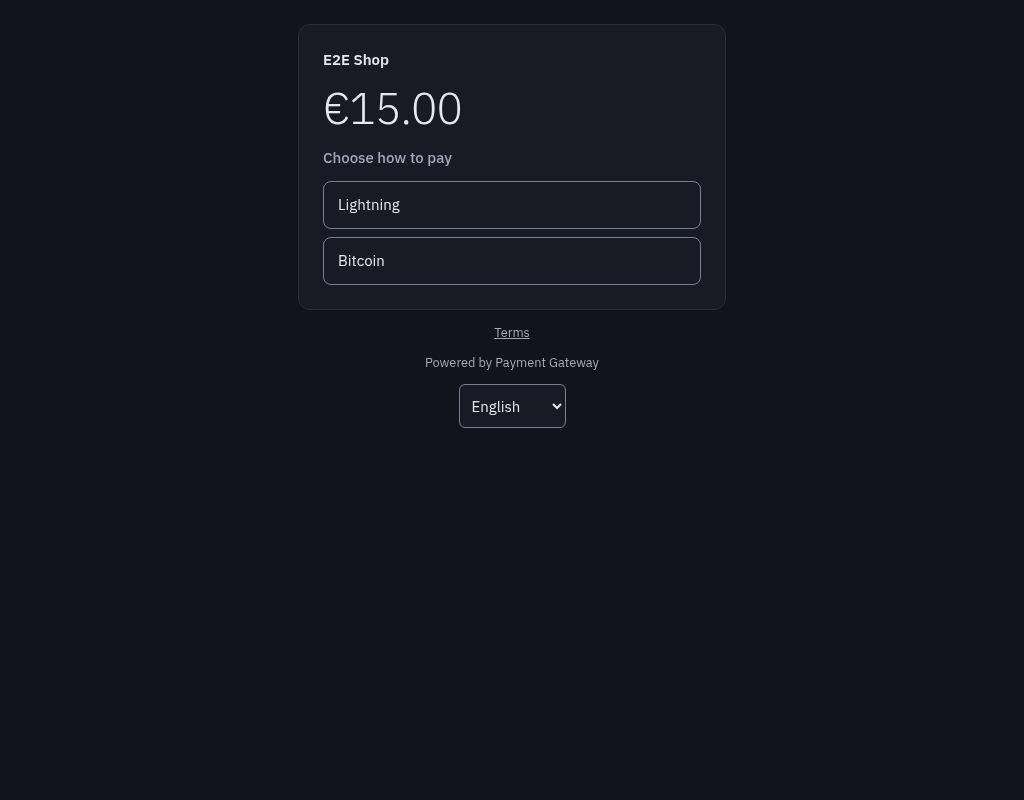 E2E Shop
€15.00
Choose how to pay
Lightning
Bitcoin
Terms
Powered by Payment Gateway
English